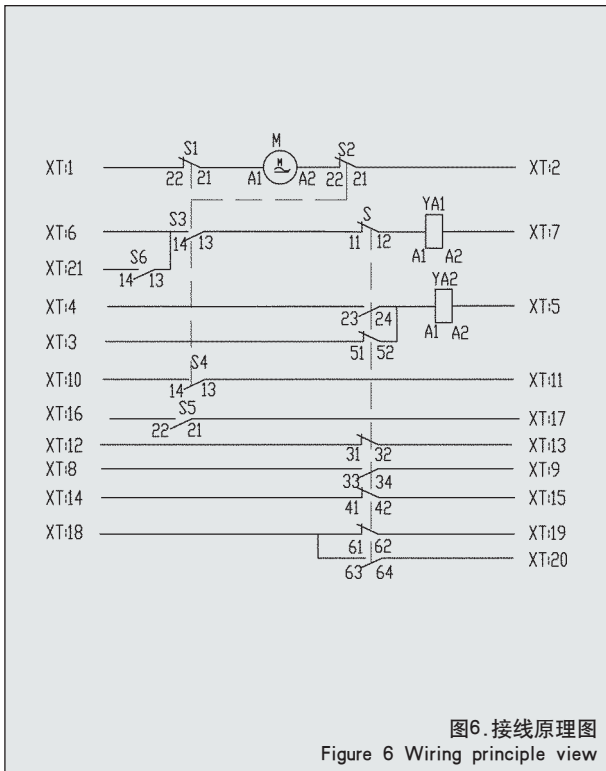 S1 M S2
XT:1 22 21 A1 M A2 22 21 XT:2
S3 S YA1
XT:6 14 13 11 12 A1 A2 XT:7
S6
XT:21 14 13
YA2
XT:4 23 24 A1 A2 XT:5
XT:3 51 52
S4
XT:10 14 13 XT:11
S5
XT:16 22 21 XT:17
XT:12 31 32 XT:13
XT:8 33 34 XT:9
XT:14 41 42 XT:15
XT:18 61 62 XT:19
63 64 XT:20
图6.接线原理图
Figure 6 Wiring principle view